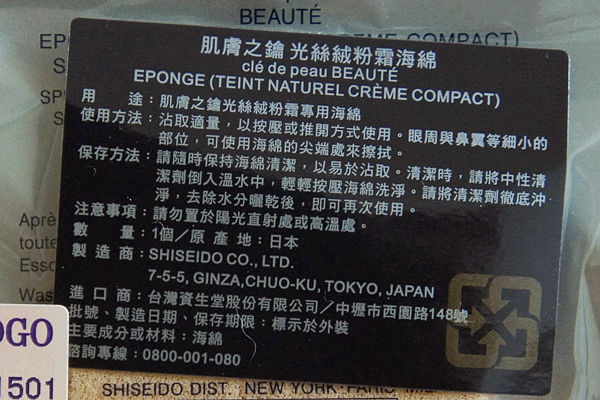 BEAUTÉ
肌膚之鑰 光絲絨粉霜海綿
clé de peau BEAUTÉ
EPONGE (TEINT NATUREL CRÈME COMPACT)
用　　途：肌膚之鑰光絲絨粉霜專用海綿
使用方法：沾取適量，以按壓或推開方式使用。眼周與鼻翼等細小的
部位，可使用海綿的尖端處來擦拭。
保存方法：請隨時保持海綿清潔，以易於沾取。清潔時，請將中性清
潔劑倒入溫水中，輕輕按壓海綿洗淨。請將清潔劑徹底沖
淨，去除水分曬乾後，即可再次使用。
注意事項：請勿置於陽光直射處或高溫處。
數　　量：1個／原 產 地：日本
製 造 商：SHISEIDO CO., LTD.
7-5-5, GINZA,CHUO-KU, TOKYO, JAPAN
進 口 商：台灣資生堂股份有限公司／中壢市西園路148號
批號、製造日期、保存期限：標示於外裝
主要成分或材料：海綿
諮詢專線：0800-001-080
Aprè
toute
Esso
Was
OGO
1501
SHISEIDO DIST. NEW YORK